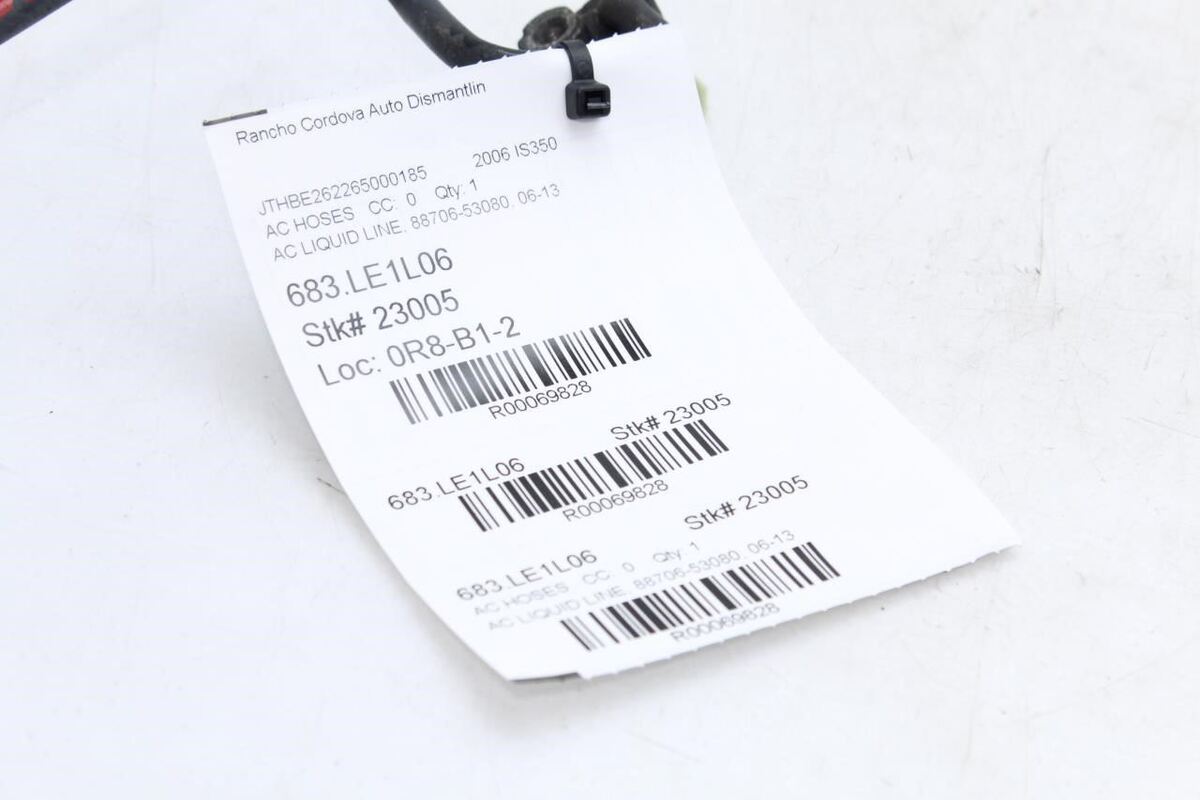 Rancho Cordova Auto Dismantlin
JTHBE262265000185 2006 IS350
AC HOSES CC: 0 Qty: 1
AC LIQUID LINE, 88706-53080, 06-13
683.LE1L06
Stk# 23005
Loc: 0R8-B1-2
R00069828
683.LE1L06 Stk# 23005
R00069828
683.LE1L06 Stk# 23005
AC HOSES CC: 0 Qty: 1
AC LIQUID LINE, 88706-53080, 06-13
R00069828